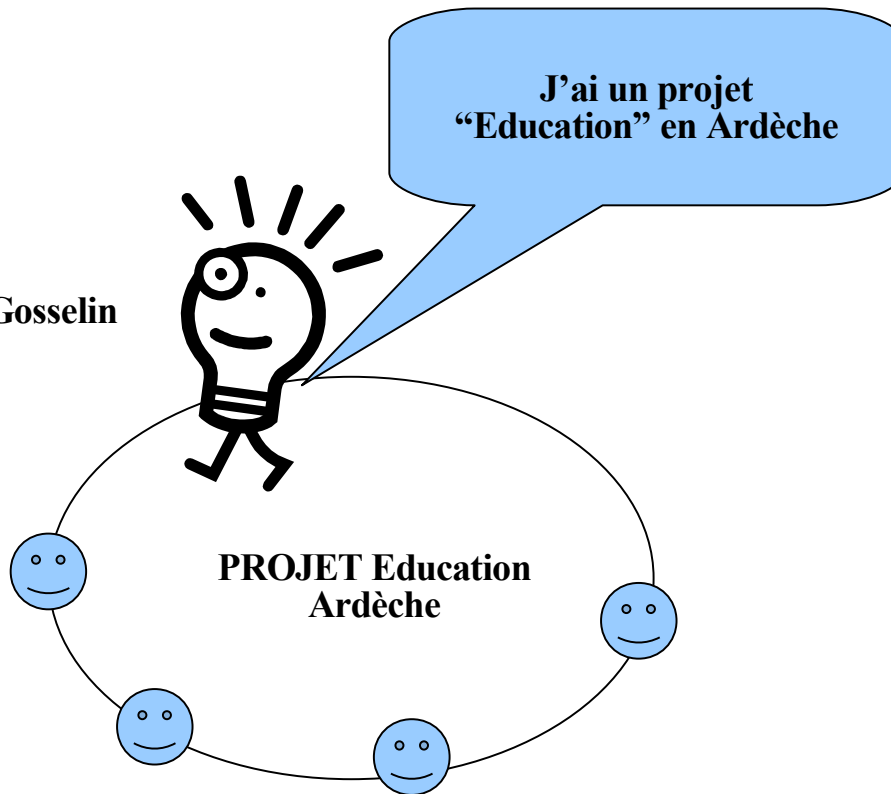 J’ai un projet
“Education” en Ardèche
Gosselin
PROJET Education
Ardèche